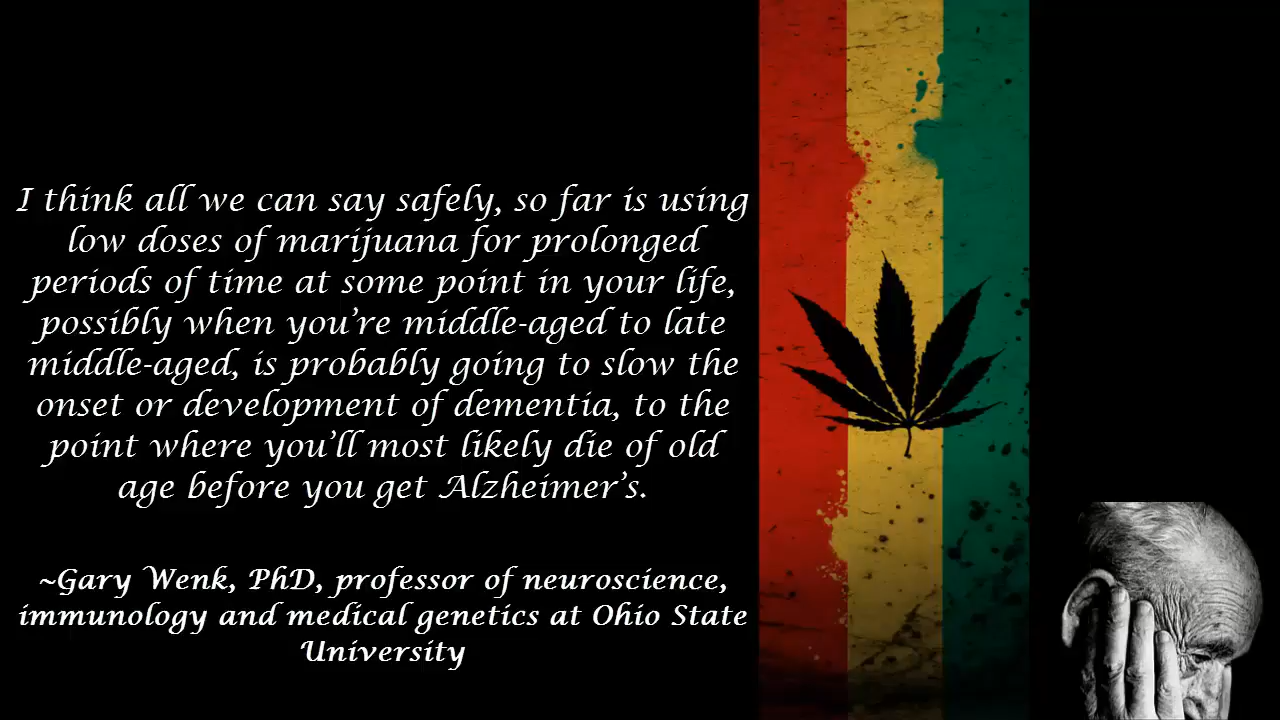 I think all we can say safely, so far is using
low doses of marijuana for prolonged
periods of time at some point in your life,
possibly when you're middle-aged to late
middle-aged, is probably going to slow the
onset or development of dementia, to the
point where you'll most likely die of old
age before you get Alzheimer's.
~Gary Wenk, PhD, professor of neuroscience,
immunology and medical genetics at Ohio State
University